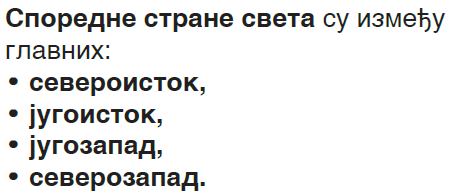 Споредне стране света су између
главних:
• североисток,
• југоисток,
• југозапад,
• северозапад.